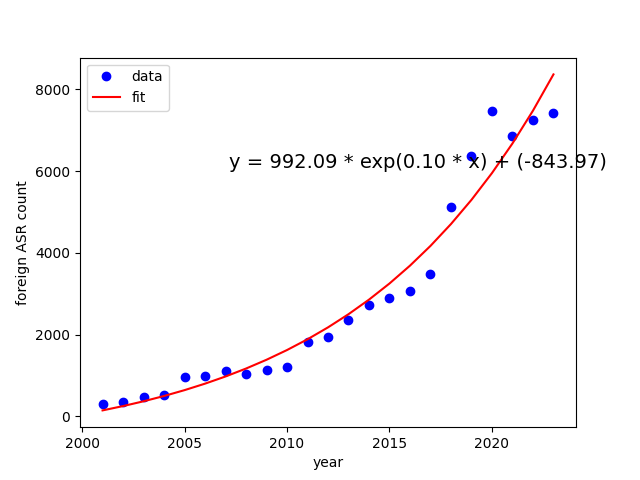 data
fit
y = 992.09 * exp(0.10 * x) + (-843.97)
8000
6000
4000
2000
0
foreign ASR count
2000 2005 2010 2015 2020
year